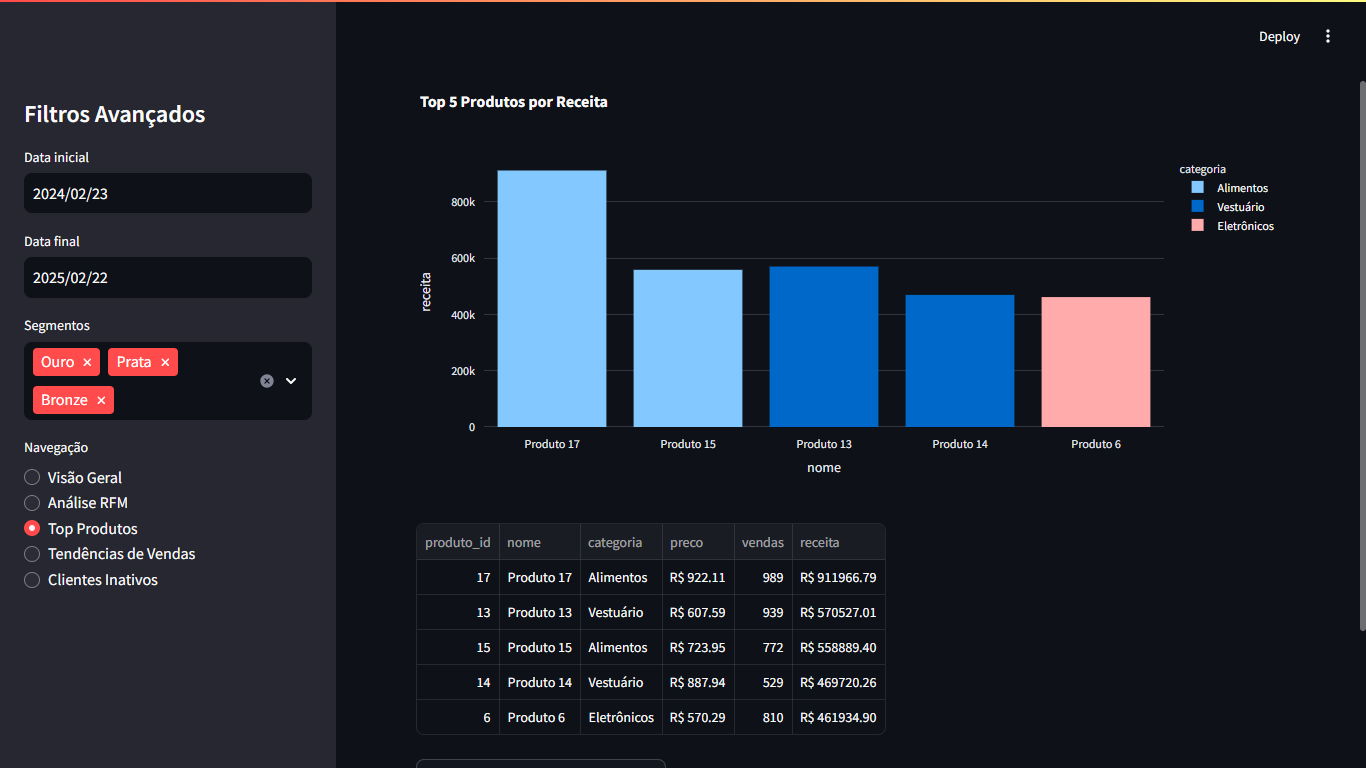 Deploy
Filtros Avançados
Data inicial
2024/02/23
Data final
2025/02/22
Segmentos
Ouro
Prata
Bronze
Navegação
Visão Geral
Análise RFM
Top Produtos
Tendências de Vendas
Clientes Inativos
Top 5 Produtos por Receita
receita
800k
600k
400k
200k
0
Produto 17 Produto 15 Produto 13 Produto 14 Produto 6
nome
categoria
Alimentos
Vestuário
Eletrônicos
produto_id nome categoria preco vendas receita
17 Produto 17 Alimentos R$ 922.11 989 R$ 911966.79
13 Produto 13 Vestuário R$ 607.59 939 R$ 570527.01
15 Produto 15 Alimentos R$ 723.95 772 R$ 558889.40
14 Produto 14 Vestuário R$ 887.94 529 R$ 469720.26
6 Produto 6 Eletrônicos R$ 570.29 810 R$ 461934.90